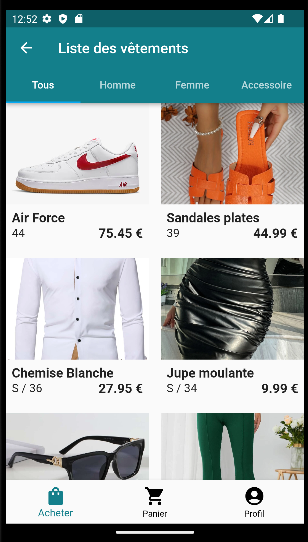 12:52
Liste des vêtements
Tous Homme Femme Accessoire
Air Force
44 75.45 €
Sandales plates
39 44.99 €
Chemise Blanche
S / 36 27.95 €
Jupe moulante
S / 34 9.99 €
Acheter Panier Profil